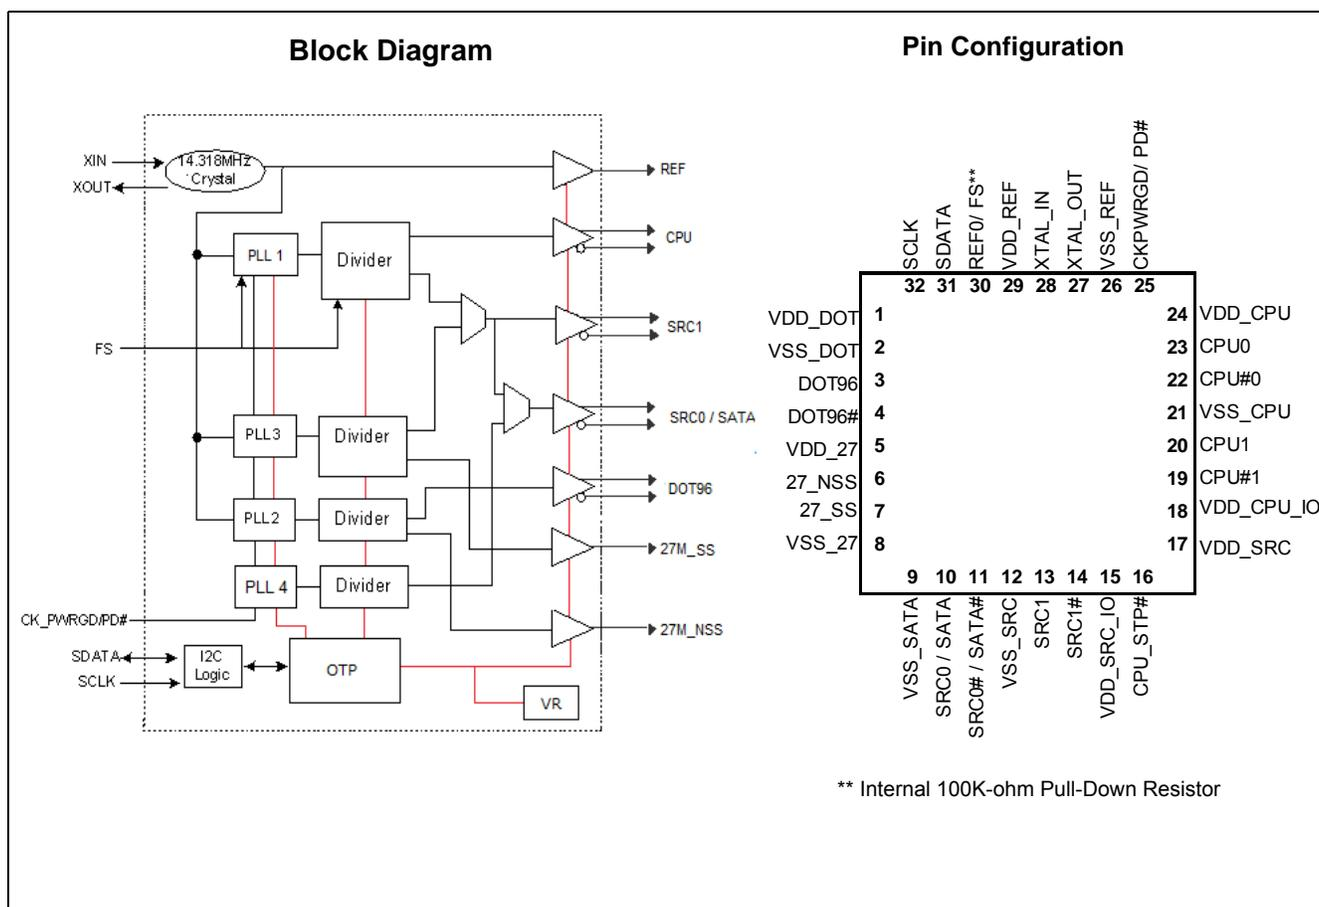 Block Diagram
Pin Configuration
XIN
XOUT
14.318MHz
Crystal
REF
CPU
PLL 1
Divider
SRC1
FS
PLL3
Divider
SRC0 / SATA
DOT96
PLL2
Divider
27M_SS
PLL 4
Divider
CK_PWRGD/PD#
27M_NSS
SDATA
SCLK
I2C
Logic
OTP
VR
SCLK
SDATA
REF0/ FS**
VDD_REF
XTAL_IN
XTAL_OUT
VSS_REF
CKPWRGD/ PD#
32 31 30 29 28 27 26 25
VDD_DOT 1
VSS_DOT 2
DOT96 3
DOT96# 4
VDD_27 5
27_NSS 6
27_SS 7
VSS_27 8
24 VDD_CPU
23 CPU0
22 CPU#0
21 VSS_CPU
20 CPU1
19 CPU#1
18 VDD_CPU_IO
17 VDD_SRC
9 10 11 12 13 14 15 16
VSS_SATA
SRC0 / SATA
SRC0# / SATA#
VSS_SRC
SRC1
SRC1#
VDD_SRC_IO
CPU_STP#
** Internal 100K-ohm Pull-Down Resistor